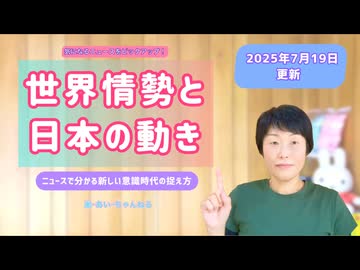 気になるニュースをピックアップ！
世界情勢と
日本の動き
ニュースで分かる新しい意識時代の捉え方
2025年7月19日
更新